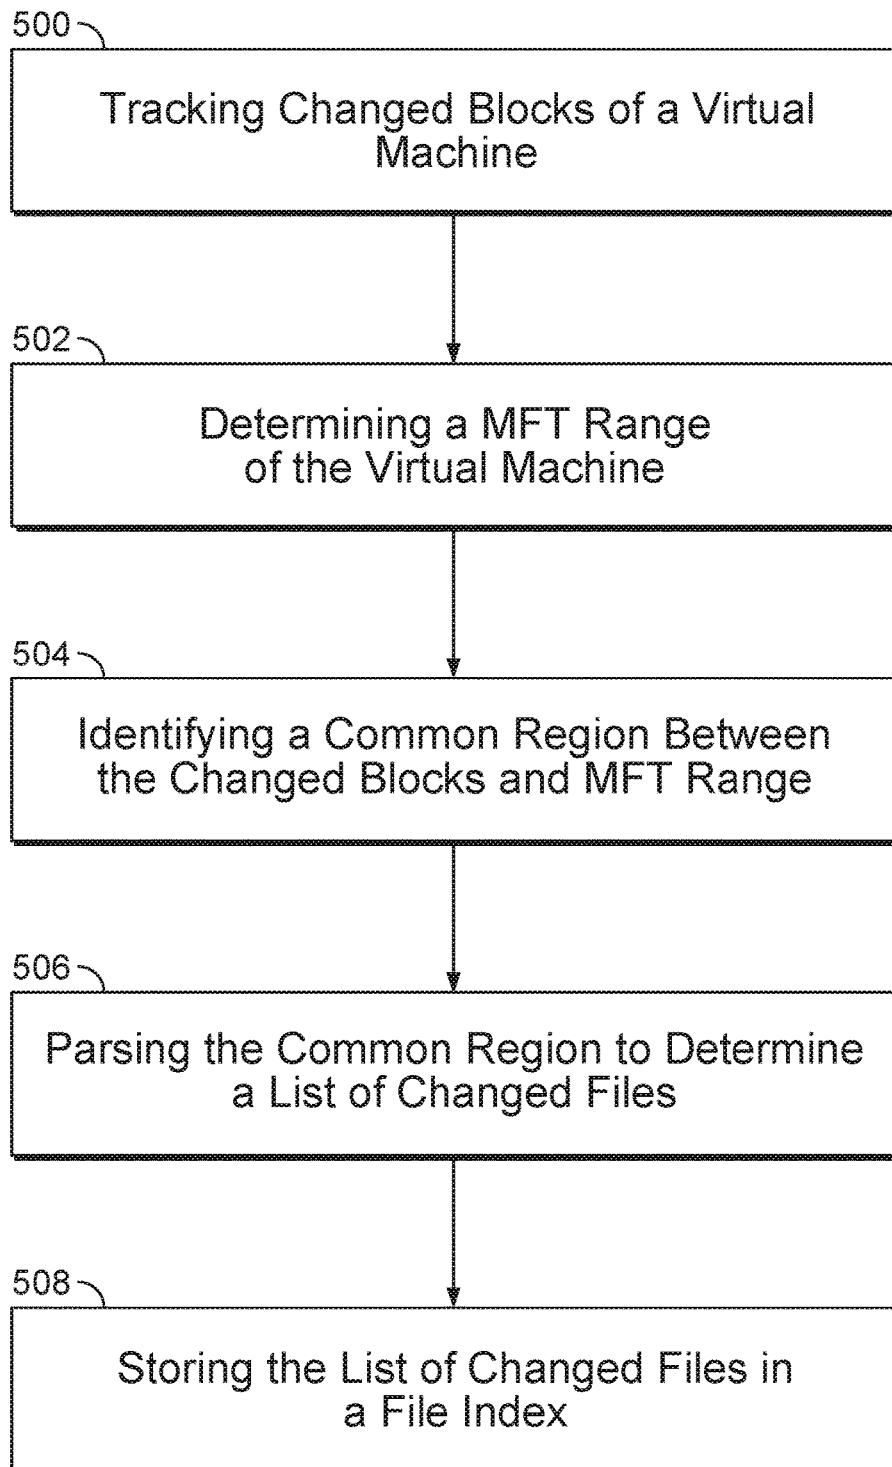 500
Tracking Changed Blocks of a Virtual
Machine
502
Determining a MFT Range
of the Virtual Machine
504
Identifying a Common Region Between
the Changed Blocks and MFT Range
506
Parsing the Common Region to Determine
a List of Changed Files
508
Storing the List of Changed Files in
a File Index